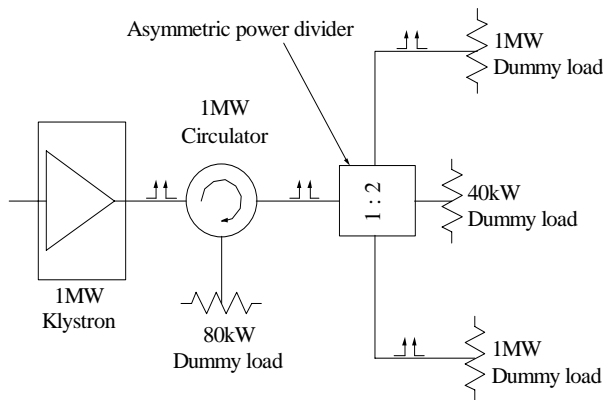 Asymmetric power divider
1MW
Dummy load
1MW
Circulator
1 : 2
40kW
Dummy load
1MW
Klystron
80kW
Dummy load
1MW
Dummy load